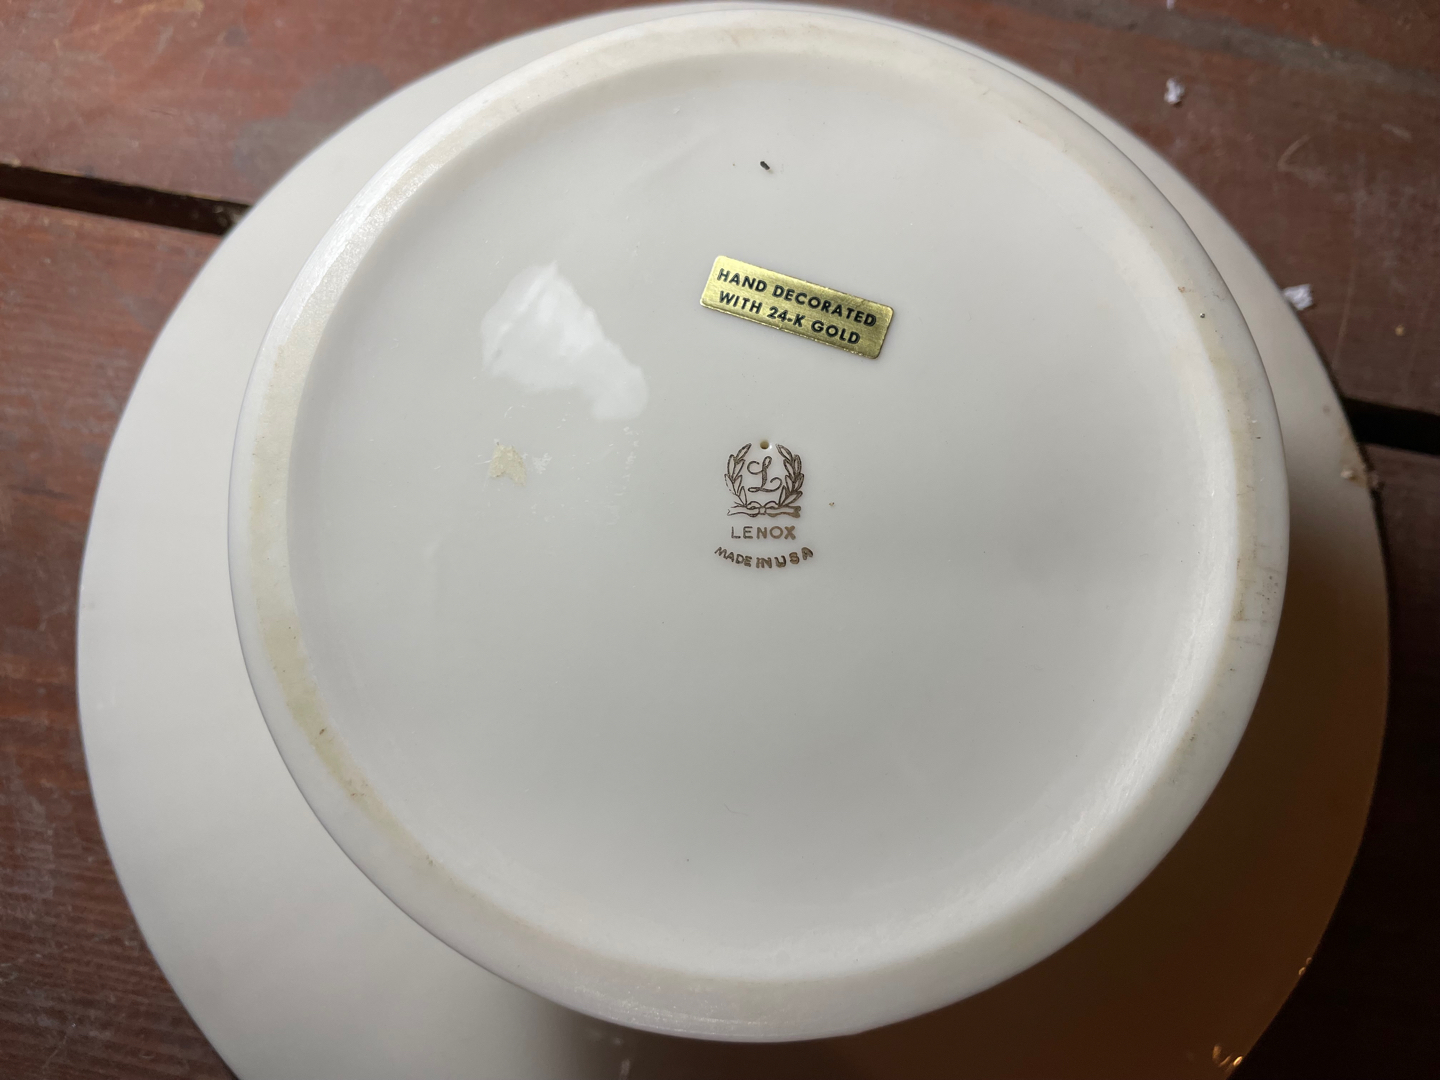 HAND DECORATED
WITH 24-K GOLD
L
LENOX
MADE IN USA